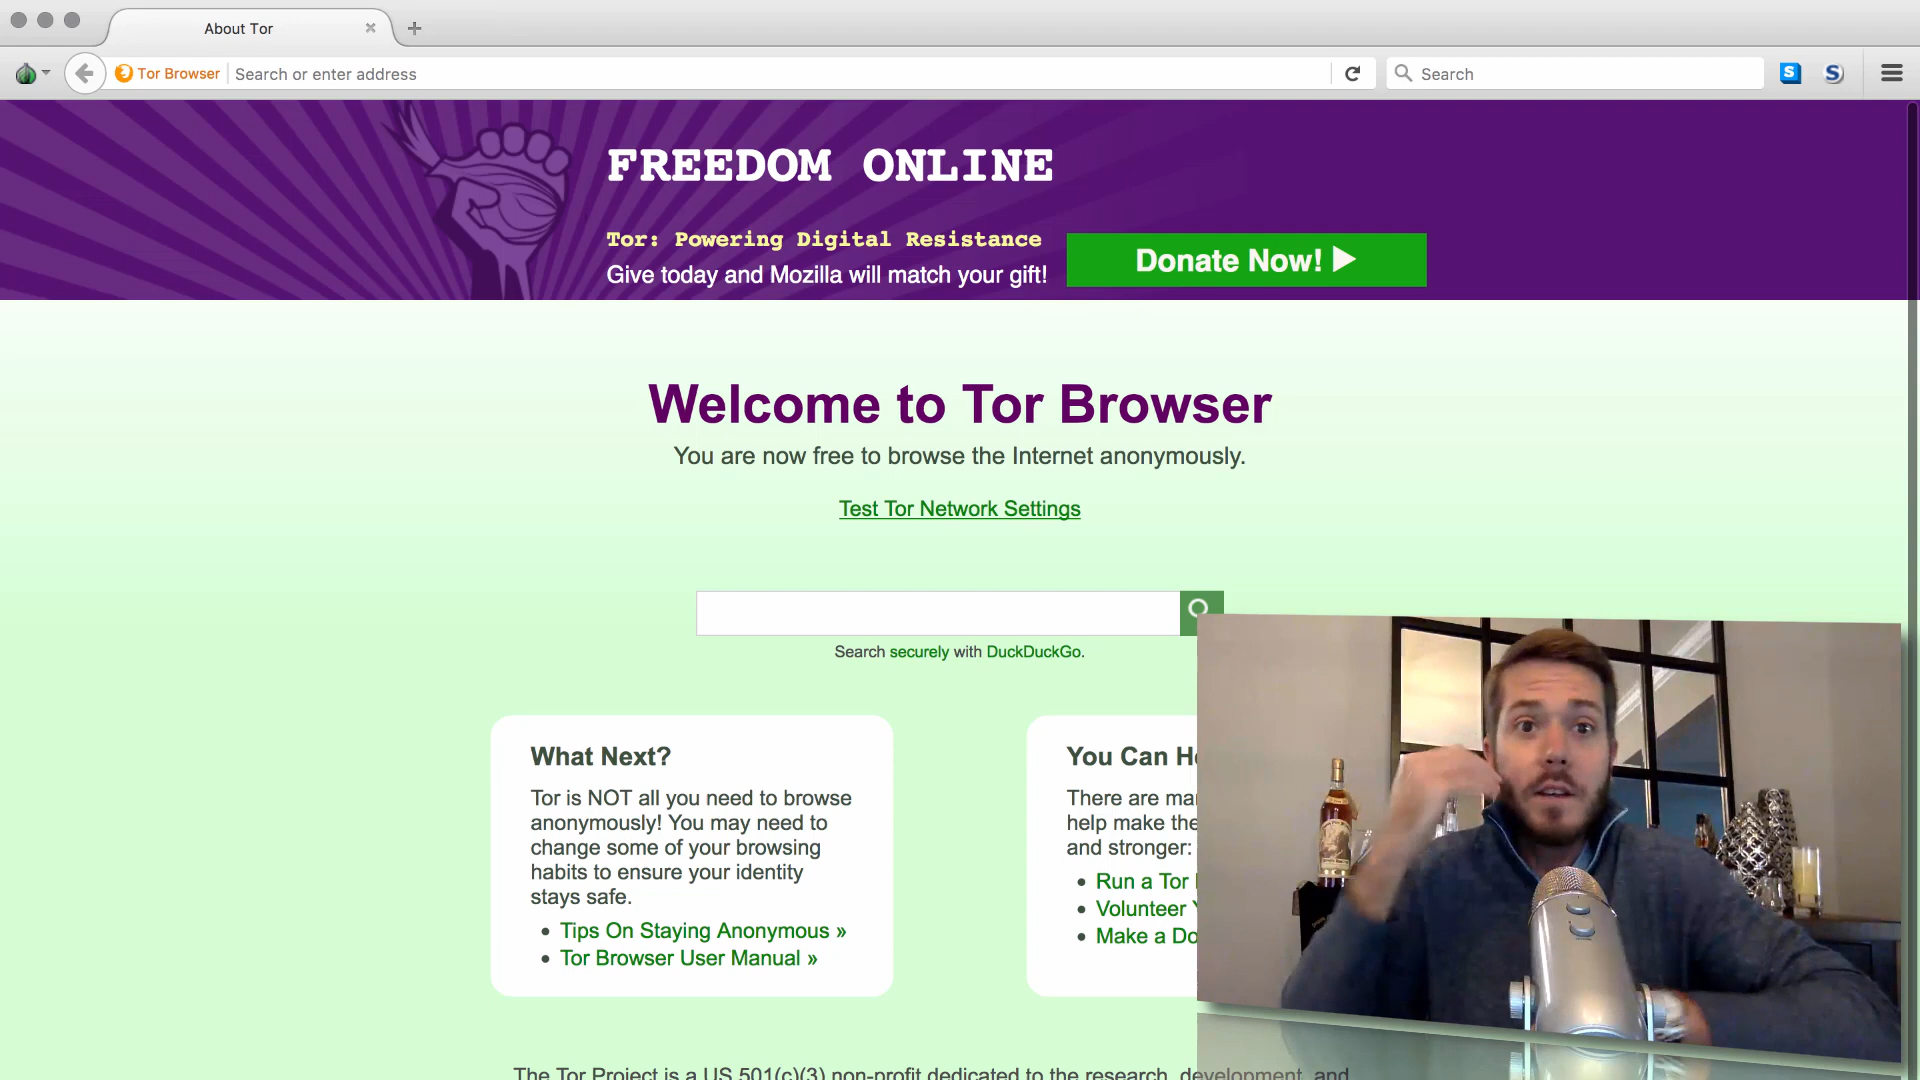 About Tor
Tor Browser Search or enter address
Search
S S
FREEDOM ONLINE
Tor: Powering Digital Resistance
Give today and Mozilla will match your gift!
Donate Now!
Welcome to Tor Browser
You are now free to browse the Internet anonymously.
Test Tor Network Settings
Search securely with DuckDuckGo.
What Next?
Tor is NOT all you need to browse
anonymously! You may need to
change some of your browsing
habits to ensure your identity
stays safe.
Tips On Staying Anonymous »
Tor Browser User Manual »
You Can
There are
help make
and stronger:
Run a Tor
Volunteer
Make a
The Tor Project is a US 501(c)(3) non-profit dedicated to the research, development, and